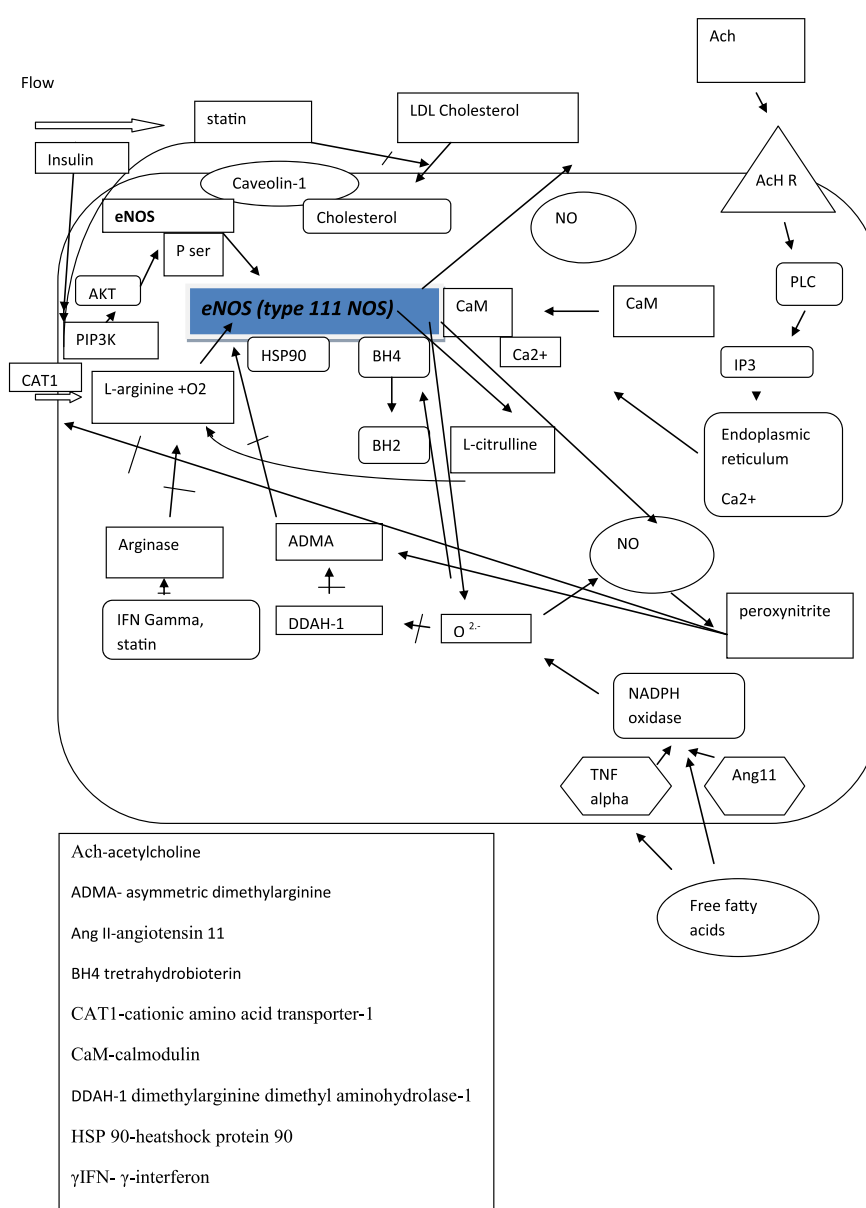 Ach
Flow
statin
LDL Cholesterol
Insulin
Caveolin-1
AcH R
eNOS
Cholesterol
NO
P ser
AKT
PLC
eNOS (type 111 NOS)
CaM
CaM
PIP3K
HSP90
BH4
Ca2+
IP3
CAT1
L-arginine +O2
BH2
L-citrulline
Endoplasmic
reticulum
Ca2+
Arginase
ADMA
NO
IFN Gamma,
statin
DDAH-1
O 2.-
peroxynitrite
NADPH
oxidase
TNF
alpha
Ang11
Free fatty
acids
Ach-acetylcholine
ADMA- asymmetric dimethylarginine
Ang II-angiotensin 11
BH4 tretrahydrobioterin
CAT1-cationic amino acid transporter-1
CaM-calmodulin
DDAH-1 dimethylarginine dimethyl aminohydrolase-1
HSP 90-heatshock protein 90
γIFN- γ-interferon